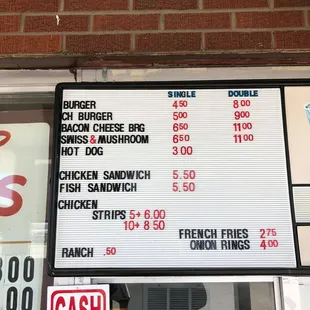 SINGLE DOUBLE
BURGER 4 50 8 00
CH BURGER 5 00 9 00
BACON CHEESE BRG 6 50 11 00
SWISS & MUSHROOM 6 50 11 00
HOT DOG 3 00
CHICKEN SANDWICH 5.50
FISH SANDWICH 5.50
CHICKEN
STRIPS 5+ 6.00
10+ 8 50
FRENCH FRIES 2 75
ONION RINGS 4 00
RANCH .50
CASH